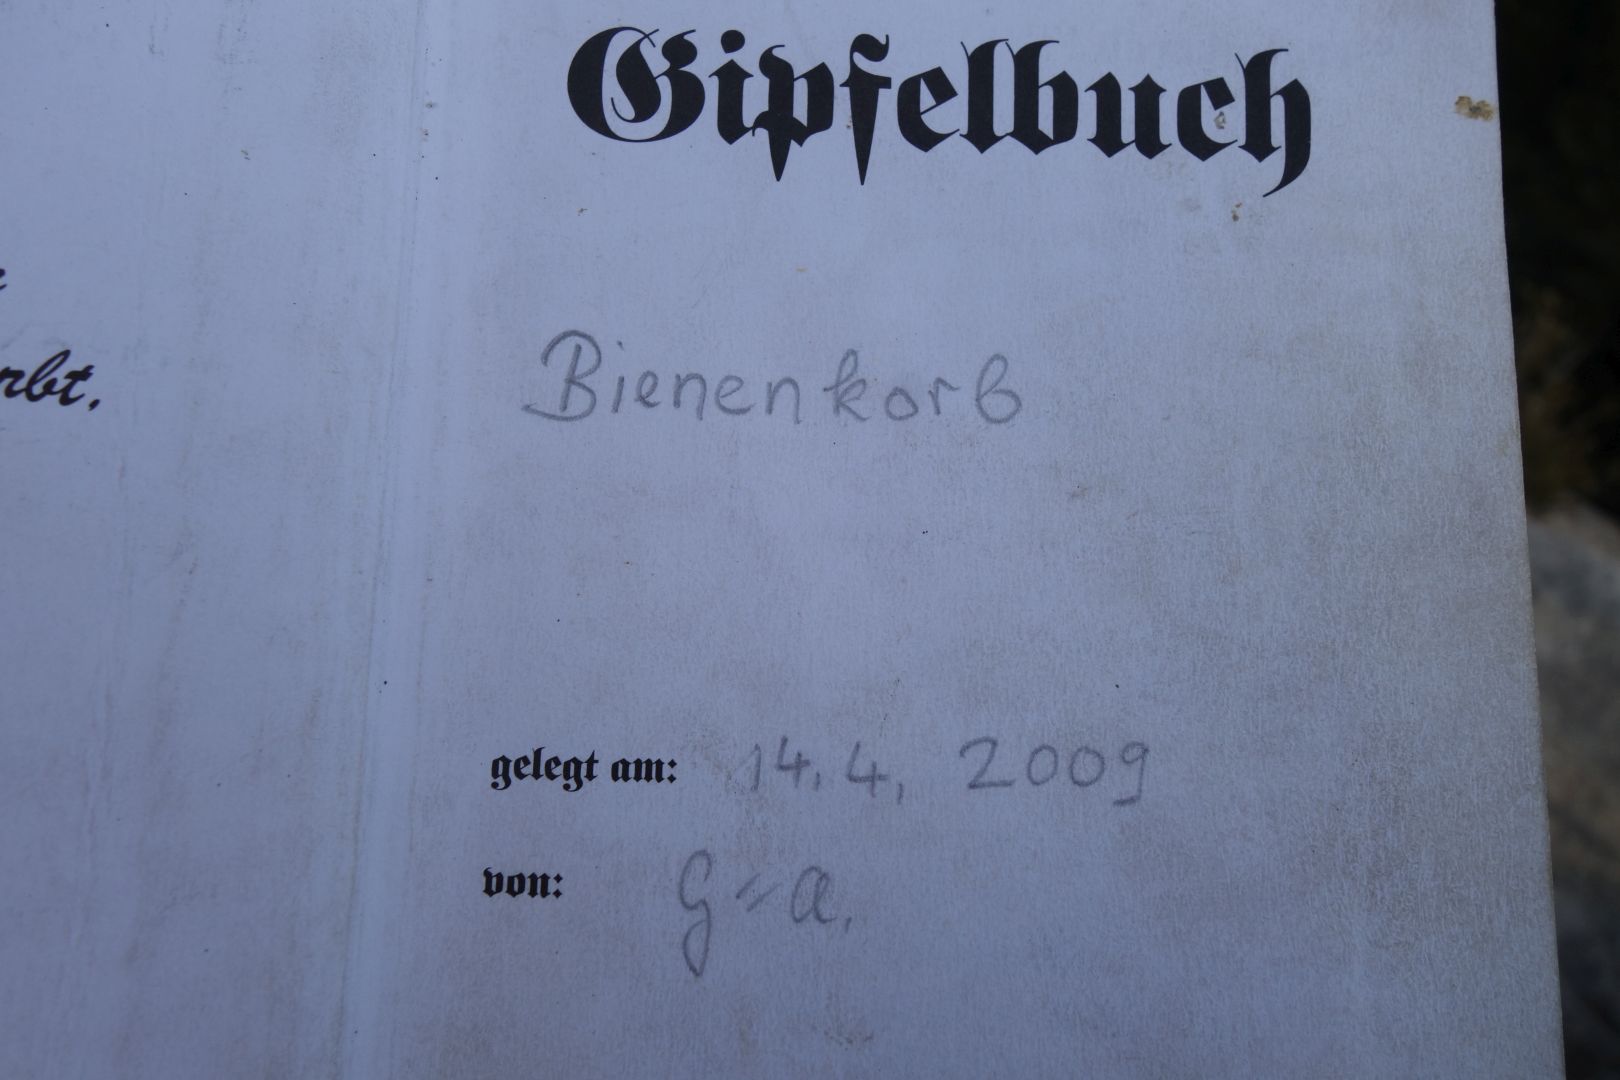 Gipfelbuch
rbt.
Bienenkorb
gelegt am: 14.4. 2009
von: